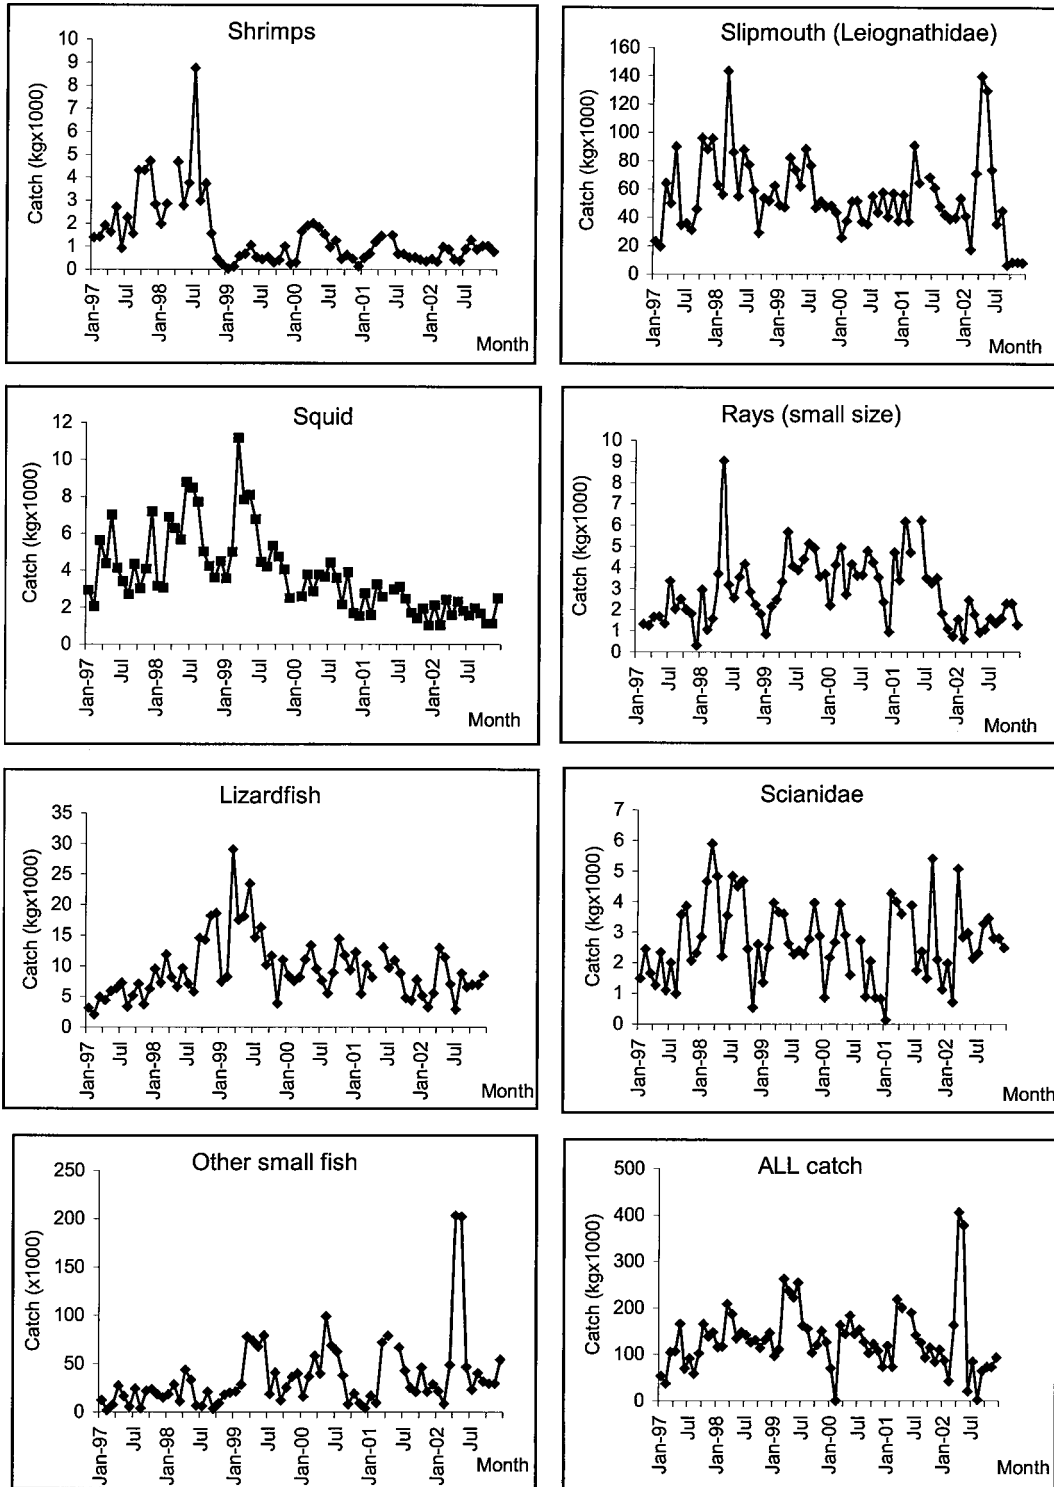 Shrimps
Catch (kgx1000)
10
9
8
7
6
5
4
3
2
1
0
Jan-97
Jul
Jan-98
Jul
Jan-99
Jul
Jan-00
Jul
Jan-01
Jul
Jan-02
Jul
Month
Slipmouth (Leiognathidae)
Catch (kgx1000)
160
140
120
100
80
60
40
20
0
Jan-97
Jul
Jan-98
Jul
Jan-99
Jul
Jan-00
Jul
Jan-01
Jul
Jan-02
Jul
Month
Squid
Catch (kgx1000)
12
10
8
6
4
2
0
Jan-97
Jul
Jan-98
Jul
Jan-99
Jul
Jan-00
Jul
Jan-01
Jul
Jan-02
Jul
Month
Rays (small size)
Catch (kgx1000)
10
9
8
7
6
5
4
3
2
1
0
Jan-97
Jul
Jan-98
Jul
Jan-99
Jul
Jan-00
Jul
Jan-01
Jul
Jan-02
Jul
Month
Lizardfish
Catch (kgx1000)
35
30
25
20
15
10
5
0
Jan-97
Jul
Jan-98
Jul
Jan-99
Jul
Jan-00
Jul
Jan-01
Jul
Jan-02
Jul
Month
Scianidae
Catch (kgx1000)
7
6
5
4
3
2
1
0
Jan-97
Jul
Jan-98
Jul
Jan-99
Jul
Jan-00
Jul
Jan-01
Jul
Jan-02
Jul
Month
Other small fish
Catch (x1000)
250
200
150
100
50
0
Jan-97
Jul
Jan-98
Jul
Jan-99
Jul
Jan-00
Jul
Jan-01
Jul
Jan-02
Jul
Month
ALL catch
Catch (kgx1000)
500
400
300
200
100
0
Jan-97
Jul
Jan-98
Jul
Jan-99
Jul
Jan-00
Jul
Jan-01
Jul
Jan-02
Jul
Month